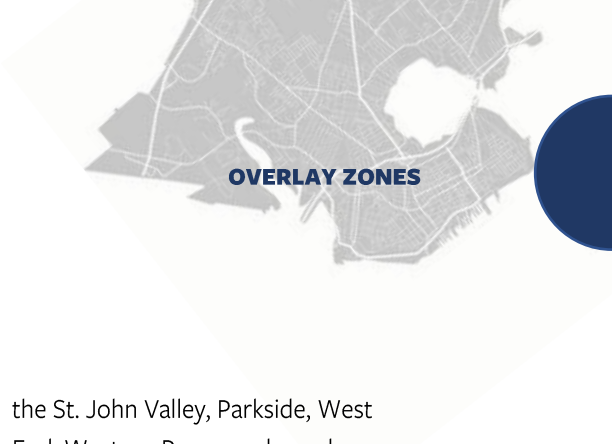 OVERLAY ZONES
the St. John Valley, Parkside, West